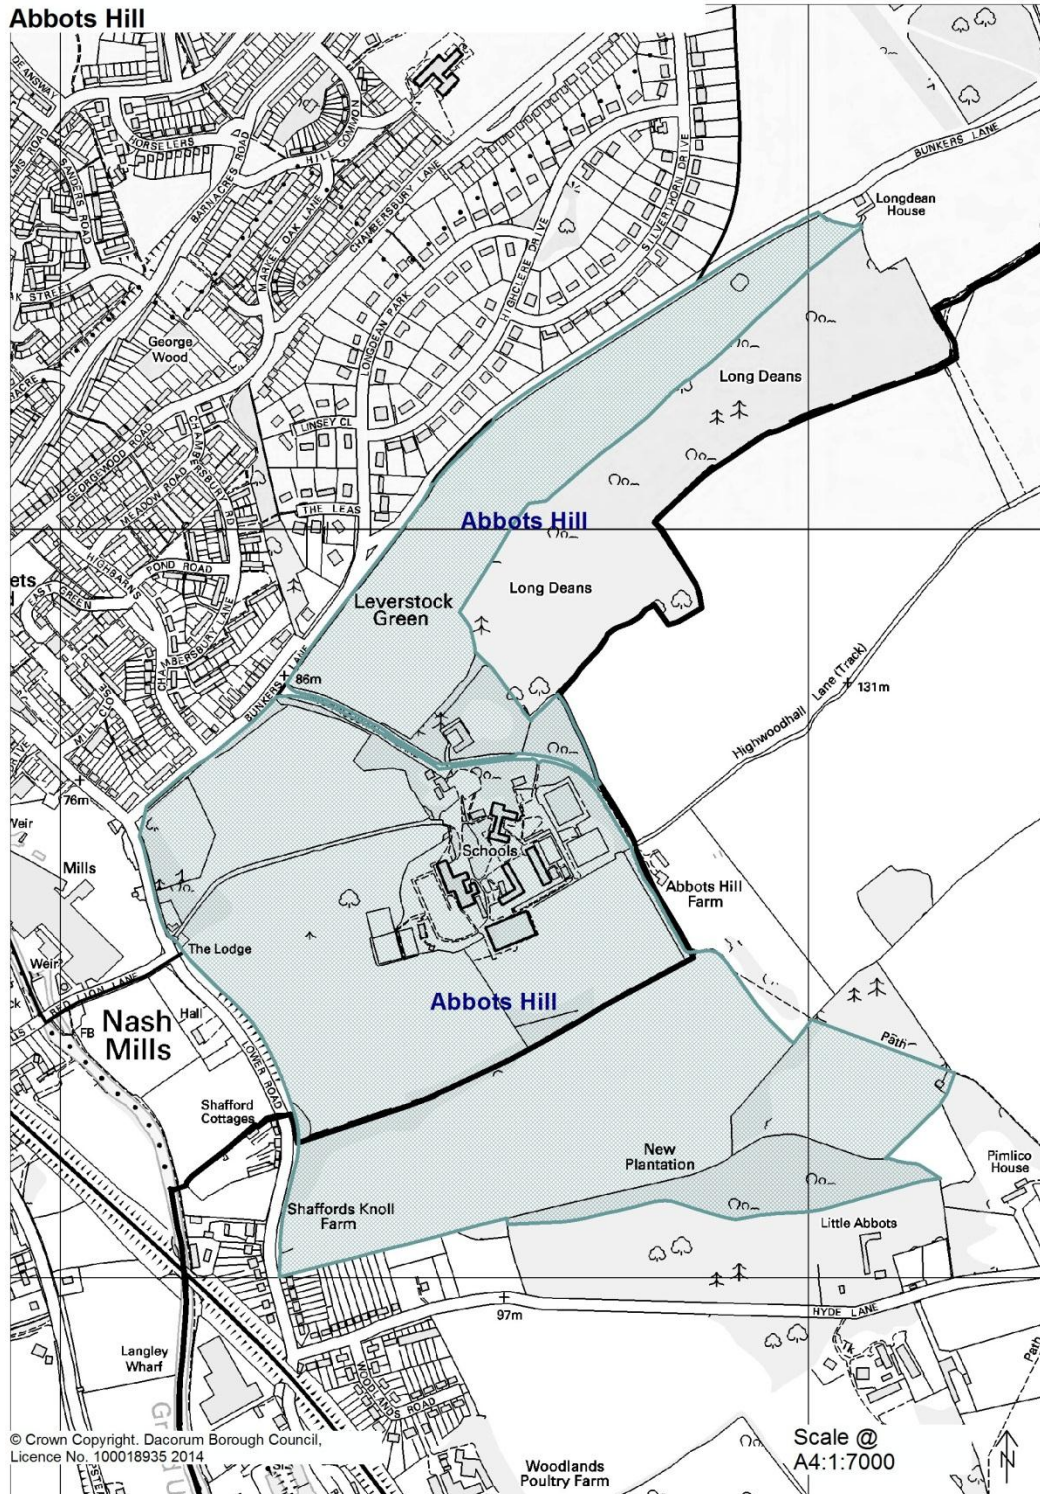 Abbots Hill
DEANSWAY
HORSELERS
HILL COMMON
BARNACRES ROAD
SANDERS ROAD
MARKET OAK LANE
CHAMBERSBURY LANE
SILVERTHORN DRIVE
HIGHCLERE DRIVE
LONGDEAN PARK
BUNKERS LANE
Longdean
House
OAK STREET
George
Wood
Long Deans
LINSEY CL
GEORGEWOOD ROAD
MEADOW ROAD
CHAMBERSBURY RD
THE LEAS
Abbots Hill
HIGHBARNS
POND ROAD
EAST GREEN
Long Deans
Leverstock
Green
CHAMBERSBURY LANE
BUNKERS LANE
86m
MILL CLOSE
Highwoodhall Lane (Track)
131m
76m
Weir
Mills
Schools
Abbots Hill
Farm
The Lodge
Weir
RED LION LANE
Abbots Hill
FB
Hall
Nash
Mills
LOWER ROAD
Path
Shafford
Cottages
New
Plantation
Pimlico
House
Shaffords Knoll
Farm
Little Abbots
97m
HYDE LANE
Langley
Wharf
WOODLANDS ROAD
Tk
Path
© Crown Copyright. Dacorum Borough Council,
Licence No. 100018935 2014
Scale @
A4:1:7000
N
Woodlands
Poultry Farm